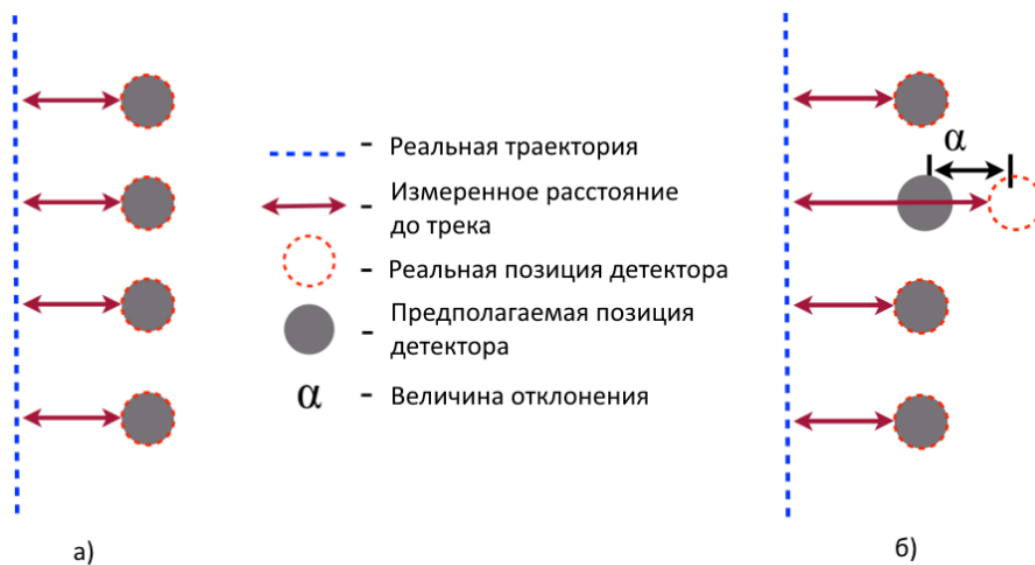 α
- Реальная траектория
- Измеренное расстояние
до трека
- Реальная позиция детектора
- Предполагаемая позиция
детектора
α - Величина отклонения
а)
б)